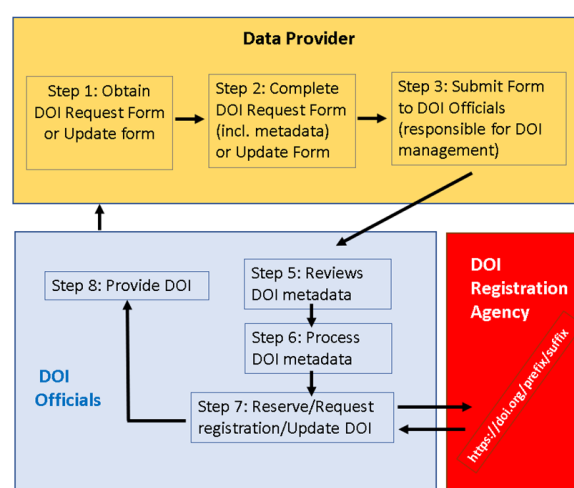 Data Provider
Step 1: Obtain
DOI Request Form
or Update form
Step 2: Complete
DOI Request Form
(incl. metadata)
or Update Form
Step 3: Submit Form
to DOI Officials
(responsible for DOI
management)
Step 8: Provide DOI
Step 5: Reviews
DOI metadata
Step 6: Process
DOI metadata
Step 7: Reserve/Request
registration/Update DOI
DOI
Officials
DOI
Registration
Agency
https://doi.org/prefix/suffix